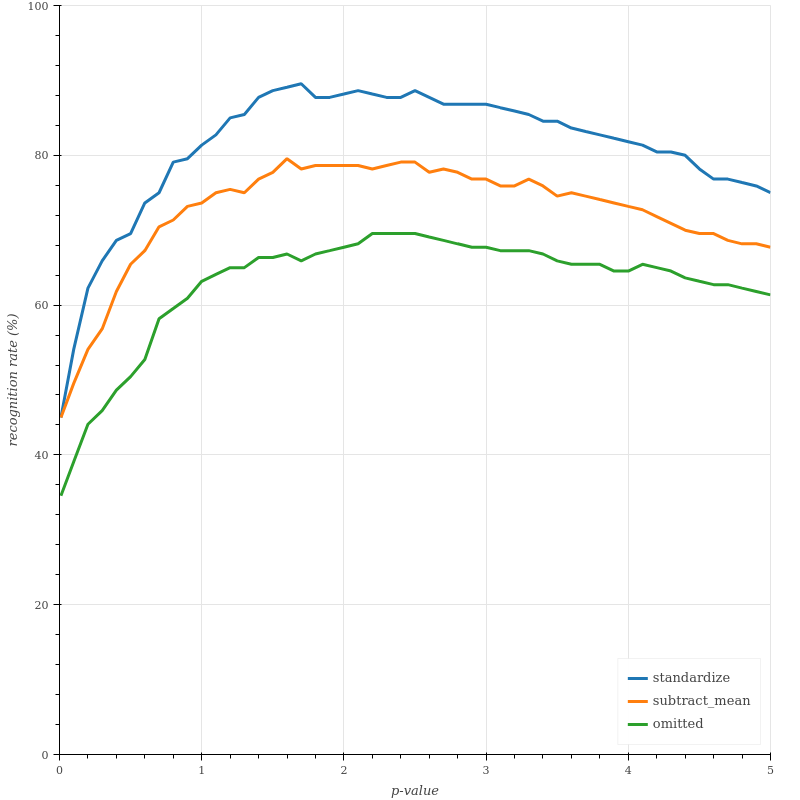 100
80
60
40
20
0
recognition rate (%)
0 1 2 3 4 5
p-value
standardize
subtract_mean
omitted